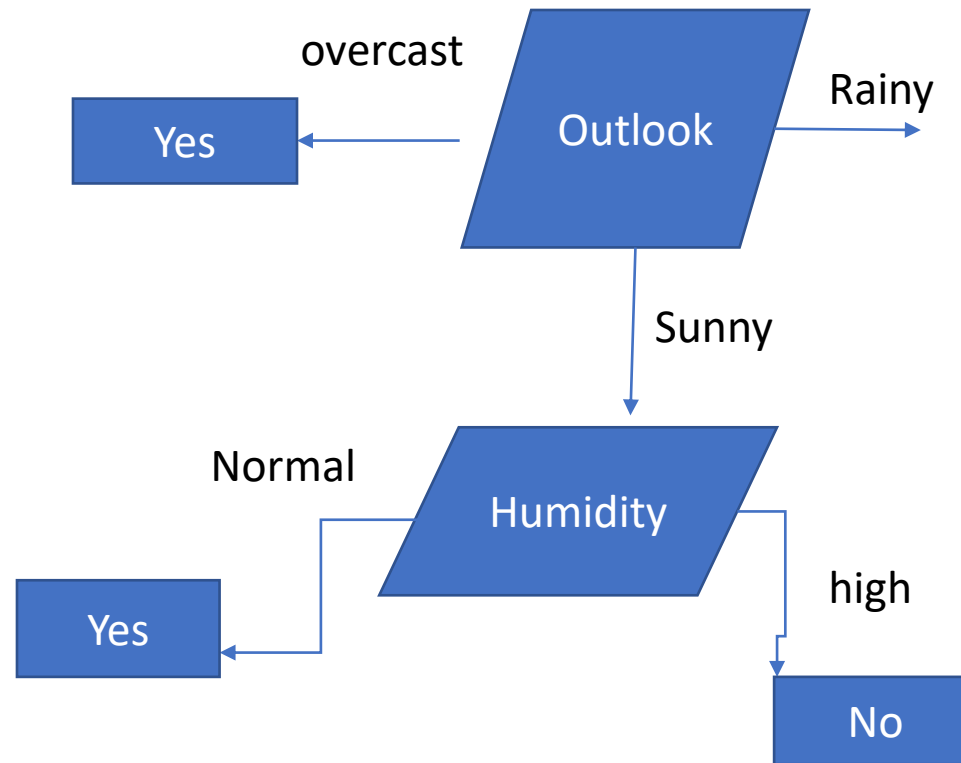 overcast
Outlook
Rainy
Yes
Sunny
Normal
Humidity
high
Yes
No